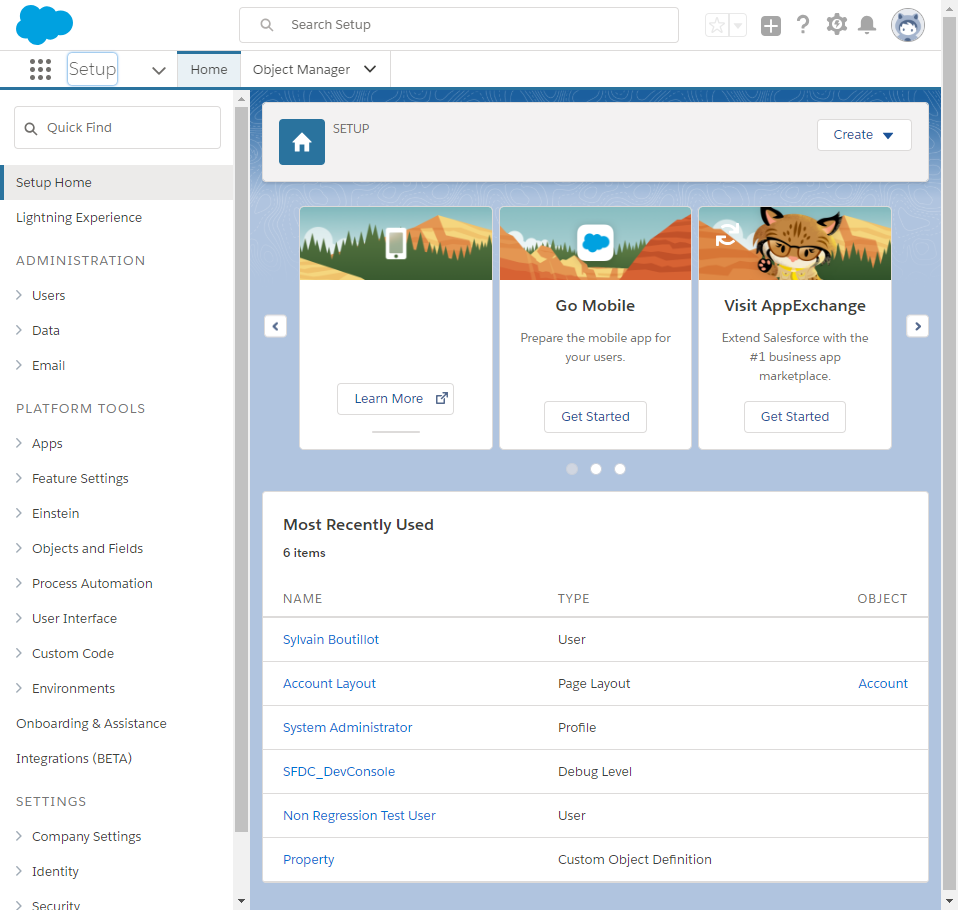 Search Setup
Setup
Home
Object Manager
Quick Find
Setup Home
Lightning Experience
ADMINISTRATION
Users
Data
Email
PLATFORM TOOLS
Apps
Feature Settings
Einstein
Objects and Fields
Process Automation
User Interface
Custom Code
Environments
Onboarding & Assistance
Integrations (BETA)
SETTINGS
Company Settings
Identity
Security
SETUP
Create
Learn More
Go Mobile
Prepare the mobile app for
your users.
Get Started
Visit AppExchange
Extend Salesforce with the
#1 business app
marketplace.
Get Started
Most Recently Used
6 items
NAME TYPE OBJECT
Sylvain Boutillot User
Account Layout Page Layout Account
System Administrator Profile
SFDC_DevConsole Debug Level
Non Regression Test User User
Property Custom Object Definition